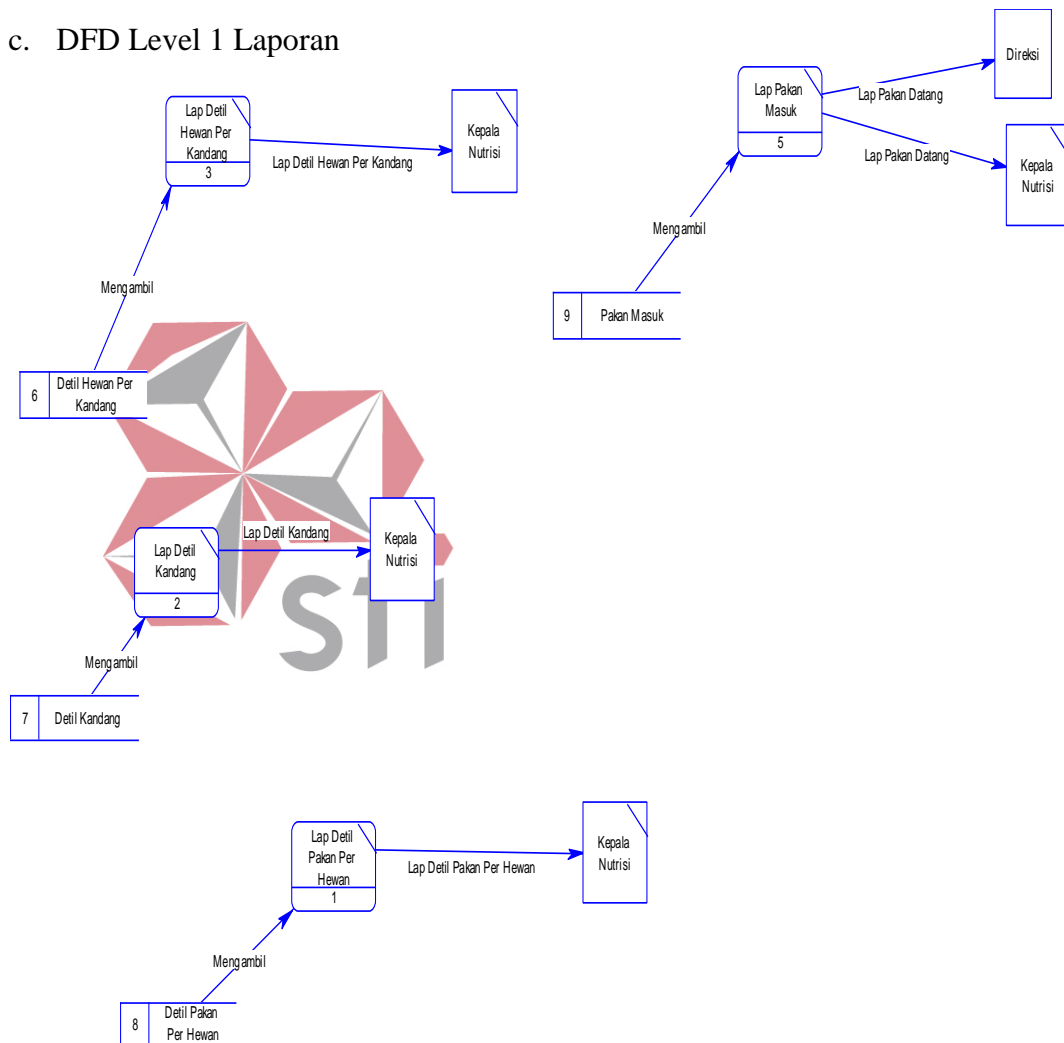 c. DFD Level 1 Laporan
Lap Detil
Hewan Per
Kandang
3
Lap Detil Hewan Per Kandang
Kepala
Nutrisi
Mengambil
6
Detil Hewan Per
Kandang
Lap Pakan
Masuk
5
Lap Pakan Datang
Direksi
Lap Pakan Datang
Kepala
Nutrisi
Mengambil
9
Pakan Masuk
Lap Detil
Kandang
2
Lap Detil Kandang
Kepala
Nutrisi
Mengambil
7
Detil Kandang
Lap Detil
Pakan Per
Hewan
1
Lap Detil Pakan Per Hewan
Kepala
Nutrisi
Mengambil
8
Detil Pakan
Per Hewan